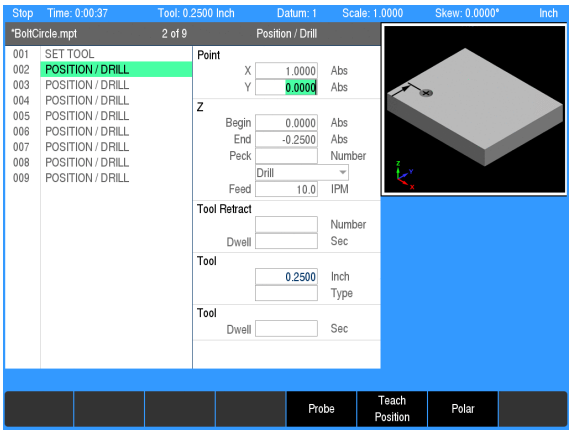 Stop Time: 0:00:37 Tool: 0.2500 Inch Datum: 1 Scale: 1.0000 Skew: 0.0000° Inch
*BoltCircle.mpt 2 of 9 Position / Drill
001 SET TOOL
002 POSITION / DRILL
003 POSITION / DRILL
004 POSITION / DRILL
005 POSITION / DRILL
006 POSITION / DRILL
007 POSITION / DRILL
008 POSITION / DRILL
009 POSITION / DRILL
Point
X 1.0000 Abs
Y 0.0000 Abs
Z
Begin 0.0000 Abs
End -0.2500 Abs
Peck Number
Drill
Feed 10.0 IPM
Tool Retract
Number
Dwell Sec
Tool
0.2500 Inch
Type
Tool
Dwell Sec
Z
Y
X
Probe
Teach
Position
Polar